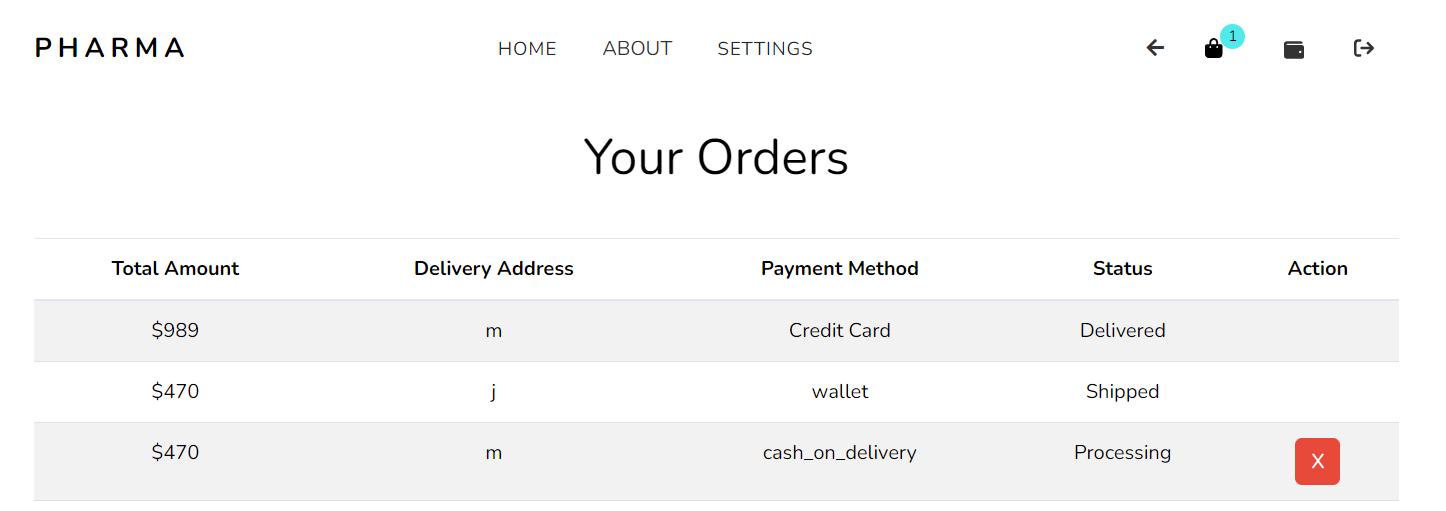 PHARMA HOME ABOUT SETTINGS 1
Your Orders
Total Amount Delivery Address Payment Method Status Action
$989 m Credit Card Delivered
$470 j wallet Shipped
$470 m cash_on_delivery Processing X